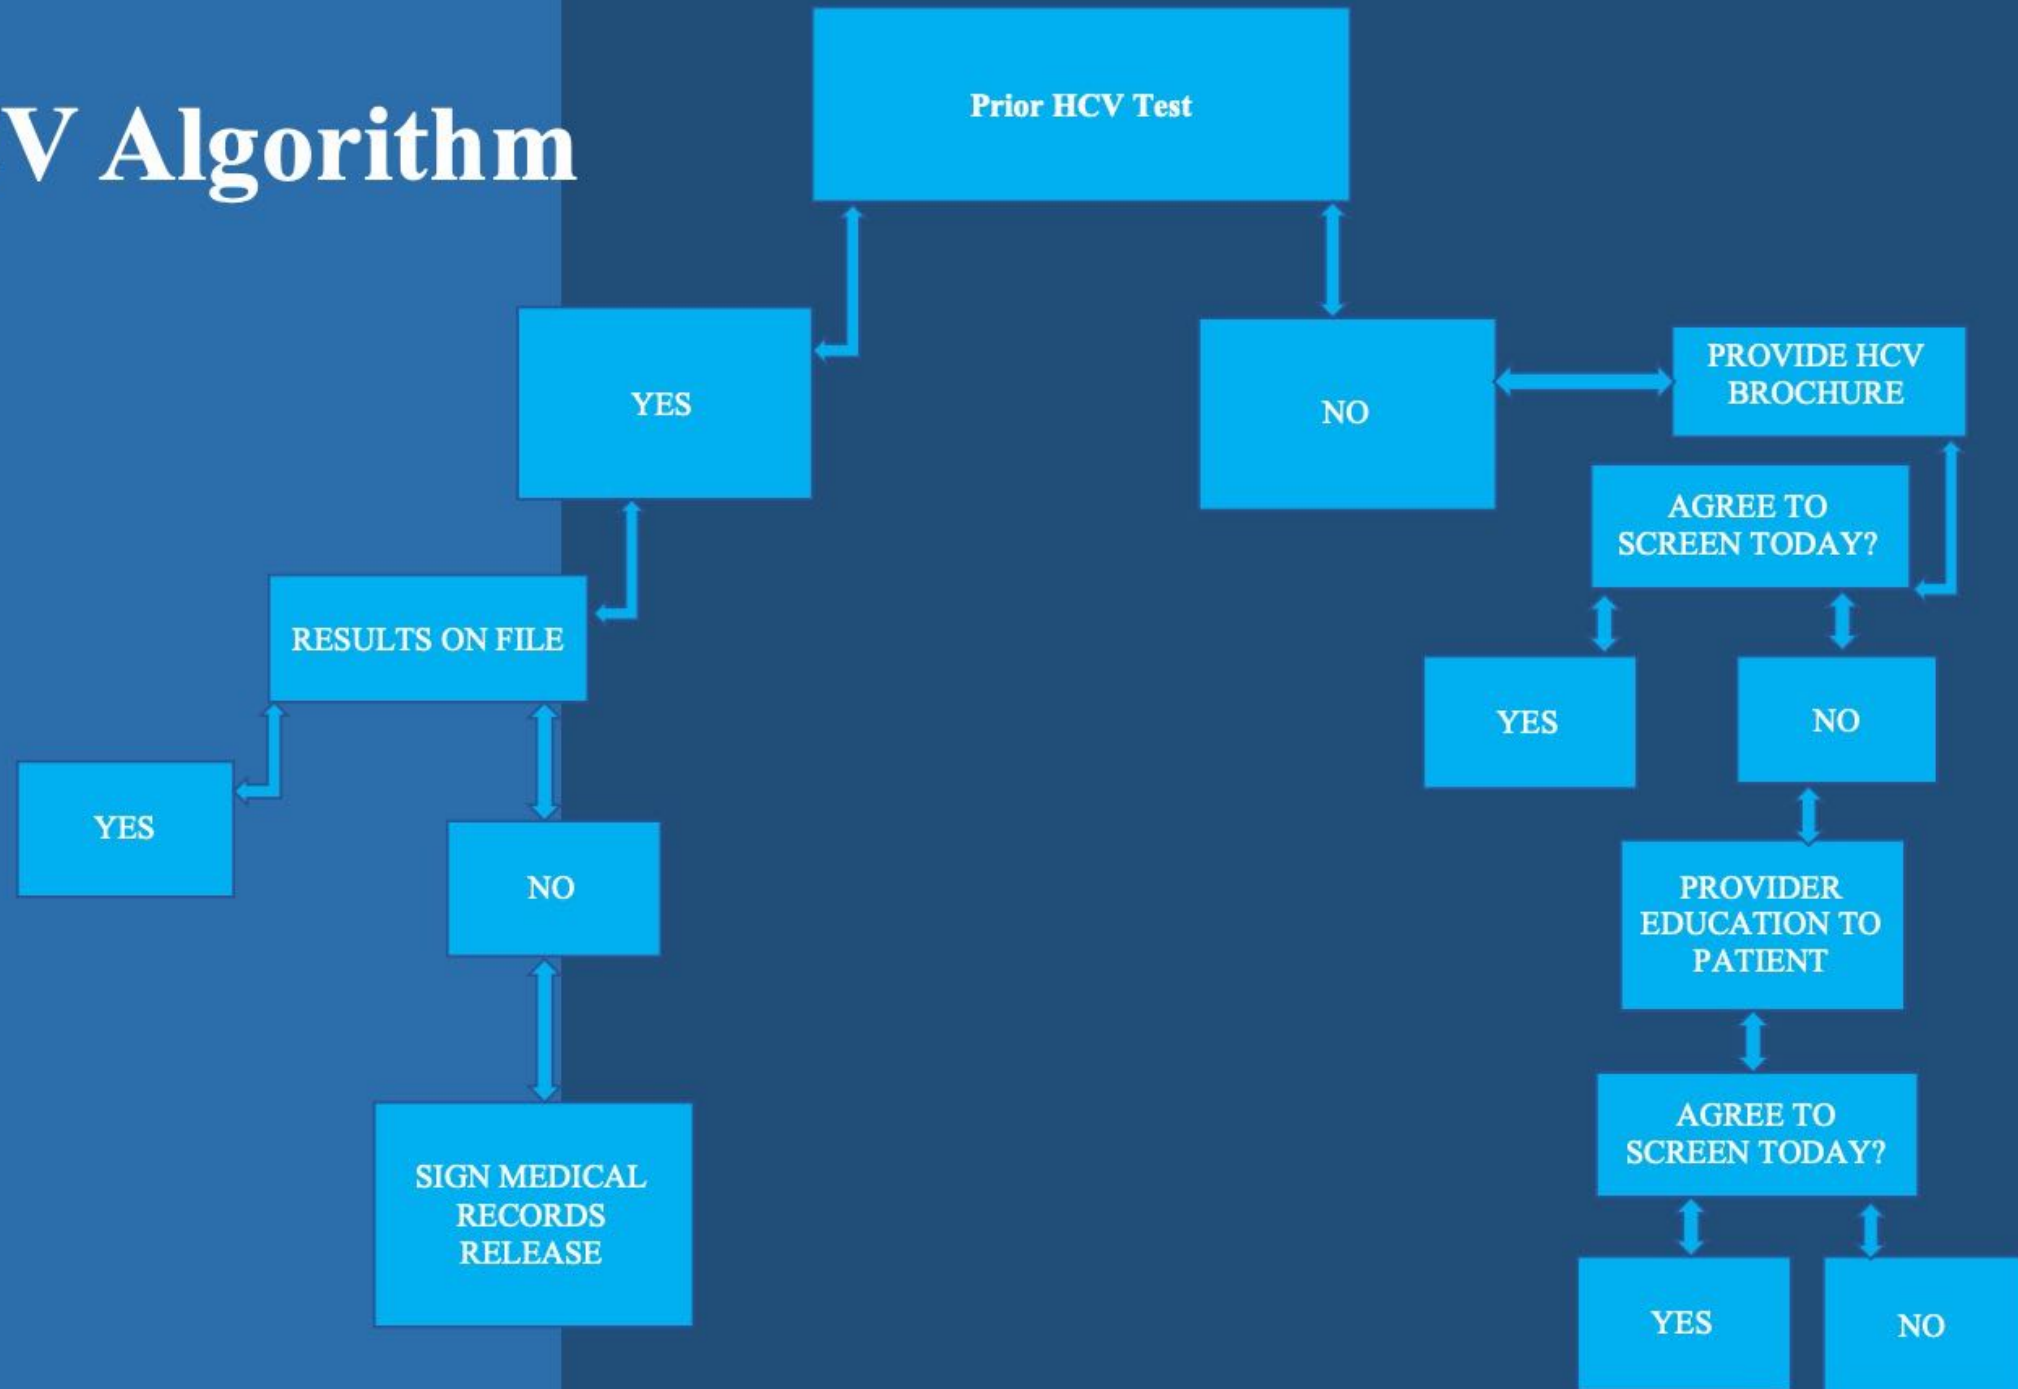 V Algorithm
Prior HCV Test
YES
NO
PROVIDE HCV
BROCHURE
AGREE TO
SCREEN TODAY?
RESULTS ON FILE
YES
NO
YES
NO
PROVIDER
EDUCATION TO
PATIENT
SIGN MEDICAL
RECORDS
RELEASE
AGREE TO
SCREEN TODAY?
YES
NO